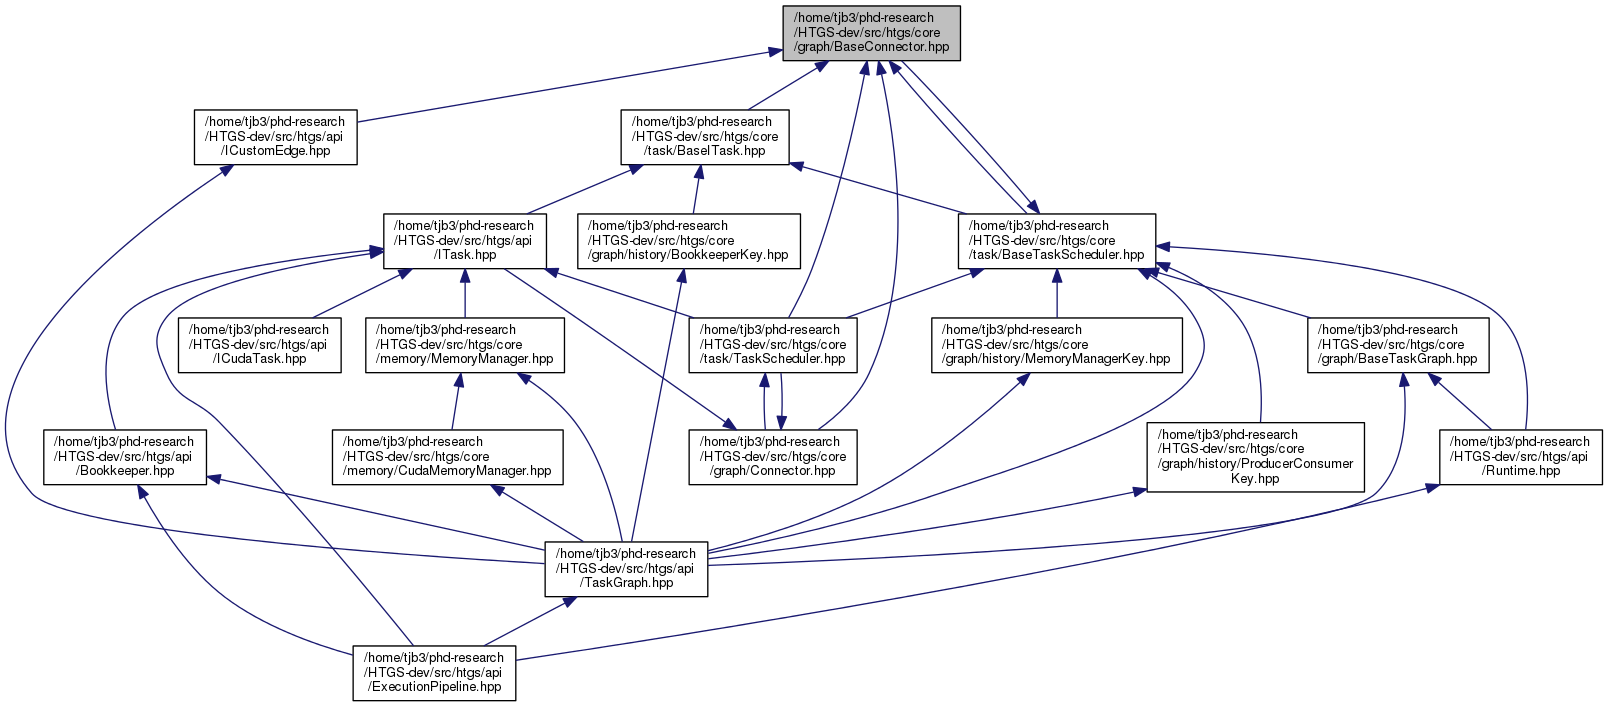 /home/tjb3/phd-research
/HTGS-dev/src/htgs/core
/graph/BaseConnector.hpp
/home/tjb3/phd-research
/HTGS-dev/src/htgs/api
/ICustomEdge.hpp
/home/tjb3/phd-research
/HTGS-dev/src/htgs/core
/task/BaseITask.hpp
/home/tjb3/phd-research
/HTGS-dev/src/htgs/api
/ITask.hpp
/home/tjb3/phd-research
/HTGS-dev/src/htgs/core
/graph/history/BookkeeperKey.hpp
/home/tjb3/phd-research
/HTGS-dev/src/htgs/core
/task/BaseTaskScheduler.hpp
/home/tjb3/phd-research
/HTGS-dev/src/htgs/api
/ICudaTask.hpp
/home/tjb3/phd-research
/HTGS-dev/src/htgs/core
/memory/MemoryManager.hpp
/home/tjb3/phd-research
/HTGS-dev/src/htgs/core
/task/TaskScheduler.hpp
/home/tjb3/phd-research
/HTGS-dev/src/htgs/core
/graph/history/MemoryManagerKey.hpp
/home/tjb3/phd-research
/HTGS-dev/src/htgs/core
/graph/BaseTaskGraph.hpp
/home/tjb3/phd-research
/HTGS-dev/src/htgs/api
/Bookkeeper.hpp
/home/tjb3/phd-research
/HTGS-dev/src/htgs/core
/memory/CudaMemoryManager.hpp
/home/tjb3/phd-research
/HTGS-dev/src/htgs/core
/graph/Connector.hpp
/home/tjb3/phd-research
/HTGS-dev/src/htgs/core
/graph/history/ProducerConsumer
Key.hpp
/home/tjb3/phd-research
/HTGS-dev/src/htgs/api
/Runtime.hpp
/home/tjb3/phd-research
/HTGS-dev/src/htgs/api
/TaskGraph.hpp
/home/tjb3/phd-research
/HTGS-dev/src/htgs/api
/ExecutionPipeline.hpp